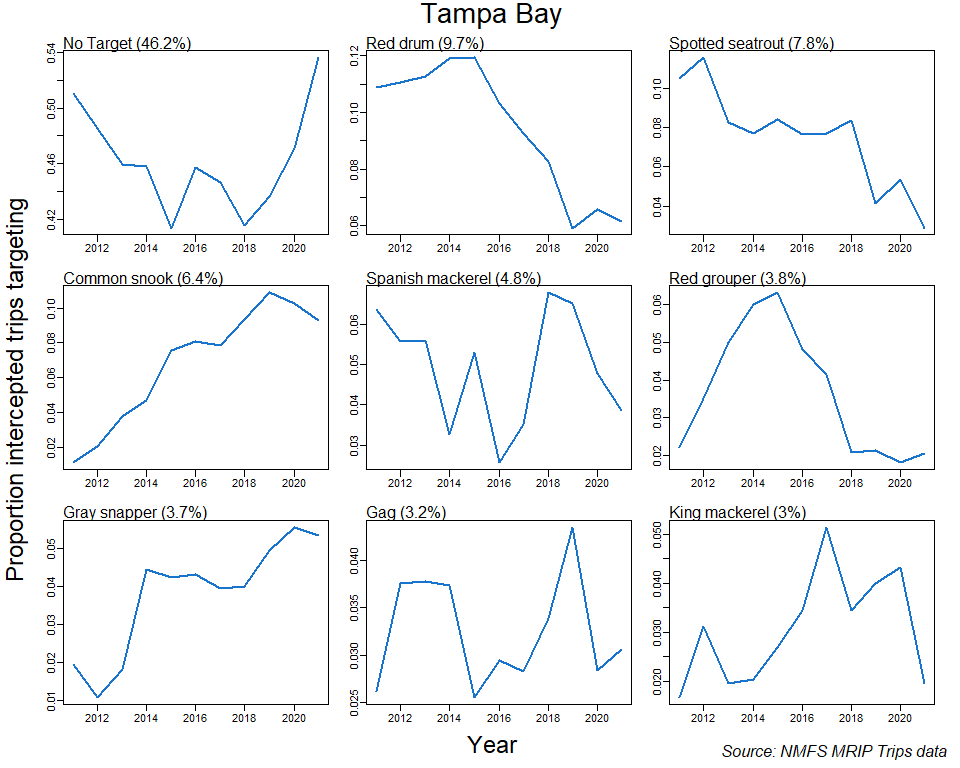 Tampa Bay
Proportion intercepted trips targeting
No Target (46.2%)
0.54
0.50
0.46
0.42
2012 2014 2016 2018 2020
Red drum (9.7%)
0.12
0.10
0.08
0.06
2012 2014 2016 2018 2020
Spotted seatrout (7.8%)
0.10
0.08
0.06
0.04
2012 2014 2016 2018 2020
Common snook (6.4%)
0.10
0.08
0.06
0.04
0.02
2012 2014 2016 2018 2020
Spanish mackerel (4.8%)
0.06
0.05
0.04
0.03
2012 2014 2016 2018 2020
Red grouper (3.8%)
0.06
0.05
0.04
0.03
0.02
2012 2014 2016 2018 2020
Gray snapper (3.7%)
0.05
0.04
0.03
0.02
0.01
2012 2014 2016 2018 2020
Gag (3.2%)
0.040
0.035
0.030
0.025
2012 2014 2016 2018 2020
King mackerel (3%)
0.050
0.040
0.030
0.020
2012 2014 2016 2018 2020
Year
Source: NMFS MRIP Trips data